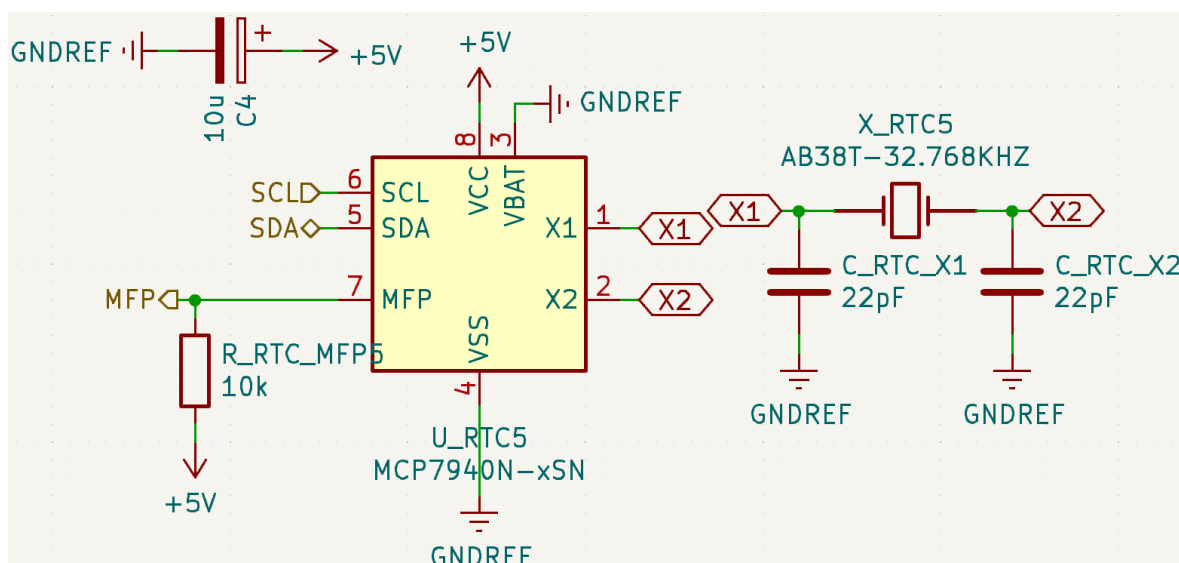 GNDREF
+
+5V
10u
C4
+5V
GNDREF
8
3
X_RTC5
AB38T-32.768KHZ
SCL
6
SCL
VCC
VBAT
SDA
5
SDA
X1
1
X1
X1
X2
MFP
7
MFP
X2
2
X2
C_RTC_X1
22pF
C_RTC_X2
22pF
VSS
R_RTC_MFP5
10k
4
GNDREF
GNDREF
U_RTC5
MCP7940N-xSN
+5V
GNDREF